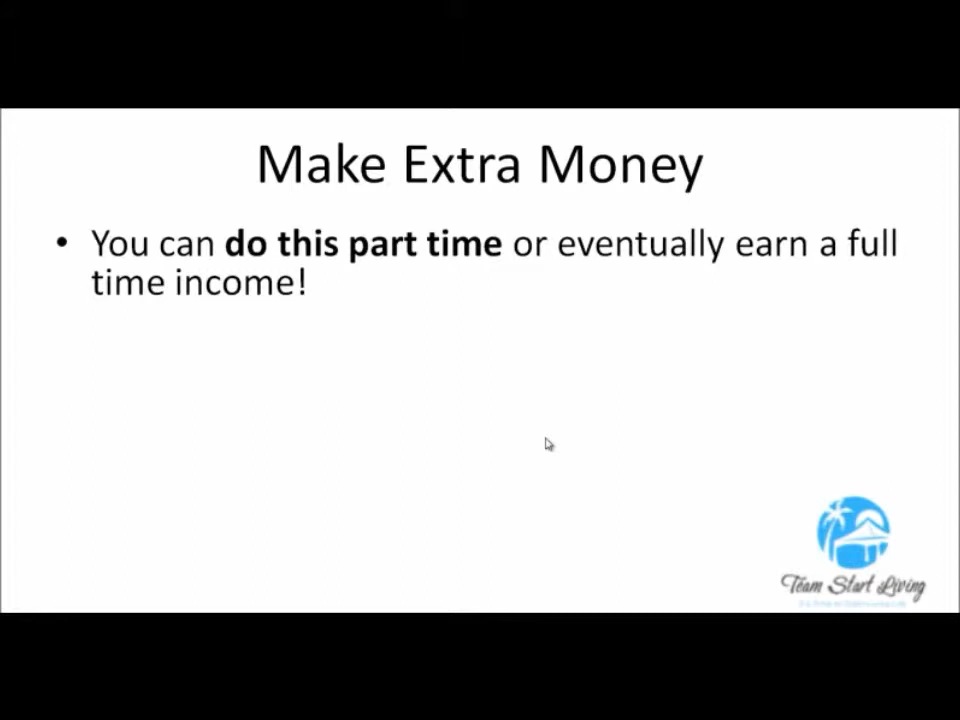 Make Extra Money
• You can do this part time or eventually earn a full
time income!
Team Start Living